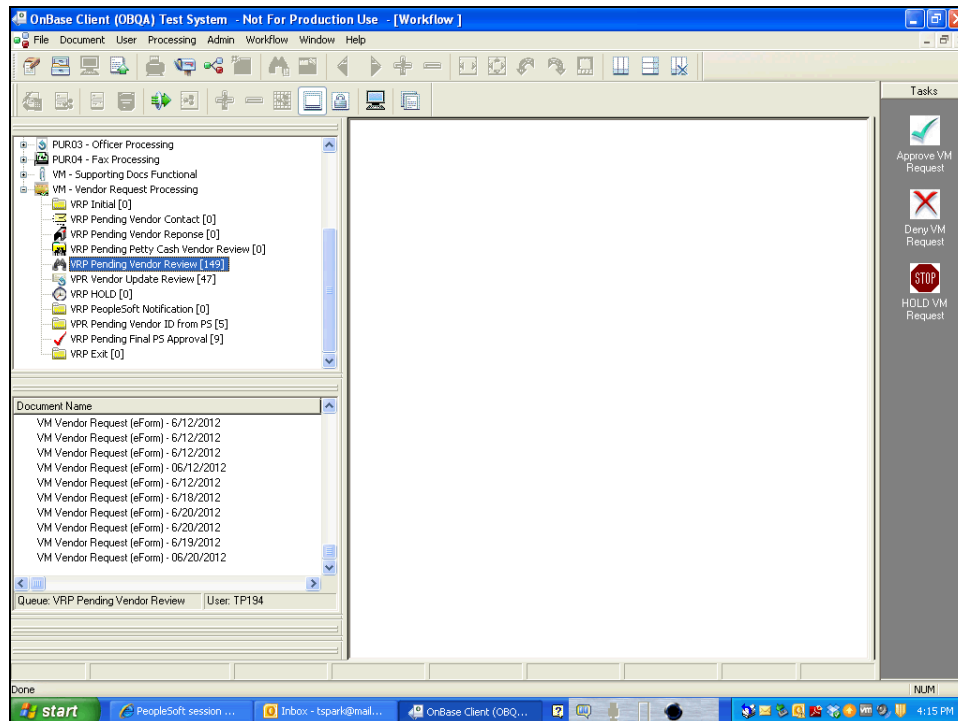 OnBase Client (OBQA) Test System - Not For Production Use - [Workflow ]
File Document User Processing Admin Workflow Window Help
Tasks
PUR03 - Officer Processing
PUR04 - Fax Processing
VM - Supporting Docs Functional
VM - Vendor Request Processing
VRP Initial [0]
VRP Pending Vendor Contact [0]
VRP Pending Vendor Reponse [0]
VRP Pending Petty Cash Vendor Review [0]
VRP Pending Vendor Review [149]
VPR Vendor Update Review [47]
VRP HOLD [0]
VRP PeopleSoft Notification [0]
VPR Pending Vendor ID from PS [5]
VRP Pending Final PS Approval [9]
VRP Exit [0]
Approve VM
Request
Deny VM
Request
STOP
HOLD VM
Request
Document Name
VM Vendor Request (eForm) - 6/12/2012
VM Vendor Request (eForm) - 6/12/2012
VM Vendor Request (eForm) - 6/12/2012
VM Vendor Request (eForm) - 06/12/2012
VM Vendor Request (eForm) - 6/12/2012
VM Vendor Request (eForm) - 6/18/2012
VM Vendor Request (eForm) - 6/20/2012
VM Vendor Request (eForm) - 6/20/2012
VM Vendor Request (eForm) - 6/19/2012
VM Vendor Request (eForm) - 06/20/2012
Queue: VRP Pending Vendor Review User: TP194
Done NUM
start PeopleSoft session ... Inbox - tspark@mail... OnBase Client (OBQ... 4:15 PM